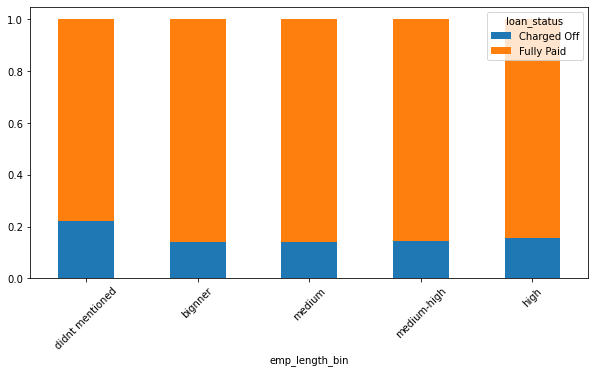 loan_status
Charged Off
Fully Paid
1.0
0.8
0.6
0.4
0.2
0.0
didnt mentioned
bignner
medium
medium-high
high
emp_length_bin